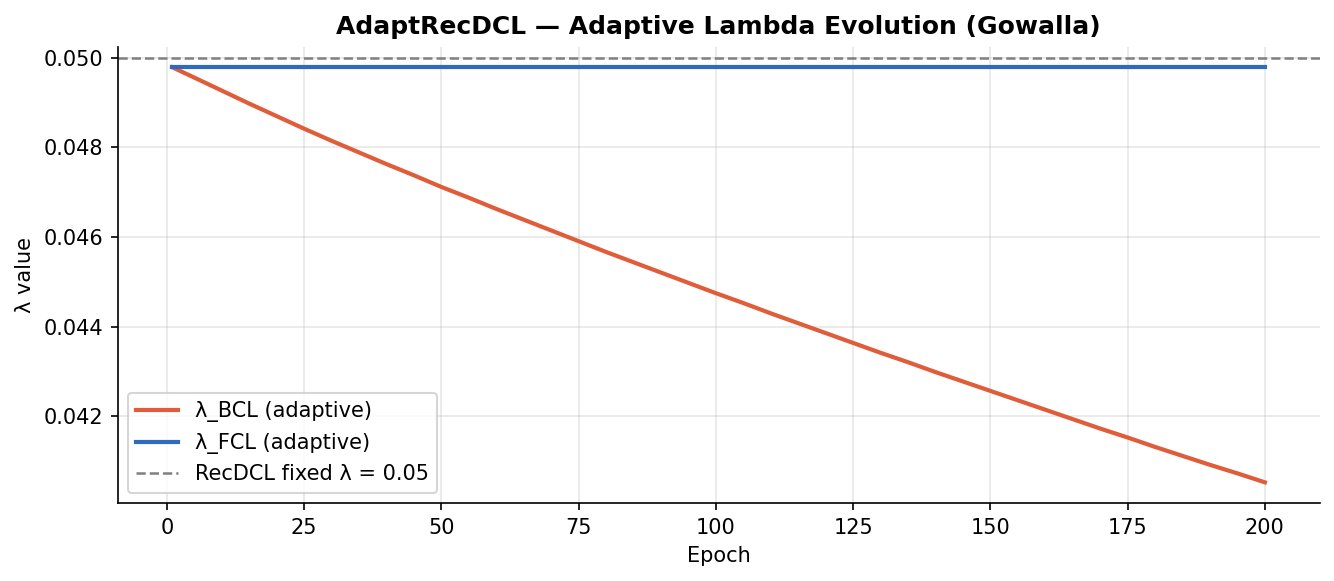 AdaptRecDCL — Adaptive Lambda Evolution (Gowalla)
λ value
0.050
0.048
0.046
0.044
0.042
λ_BCL (adaptive)
λ_FCL (adaptive)
RecDCL fixed λ = 0.05
0 25 50 75 100 125 150 175 200
Epoch